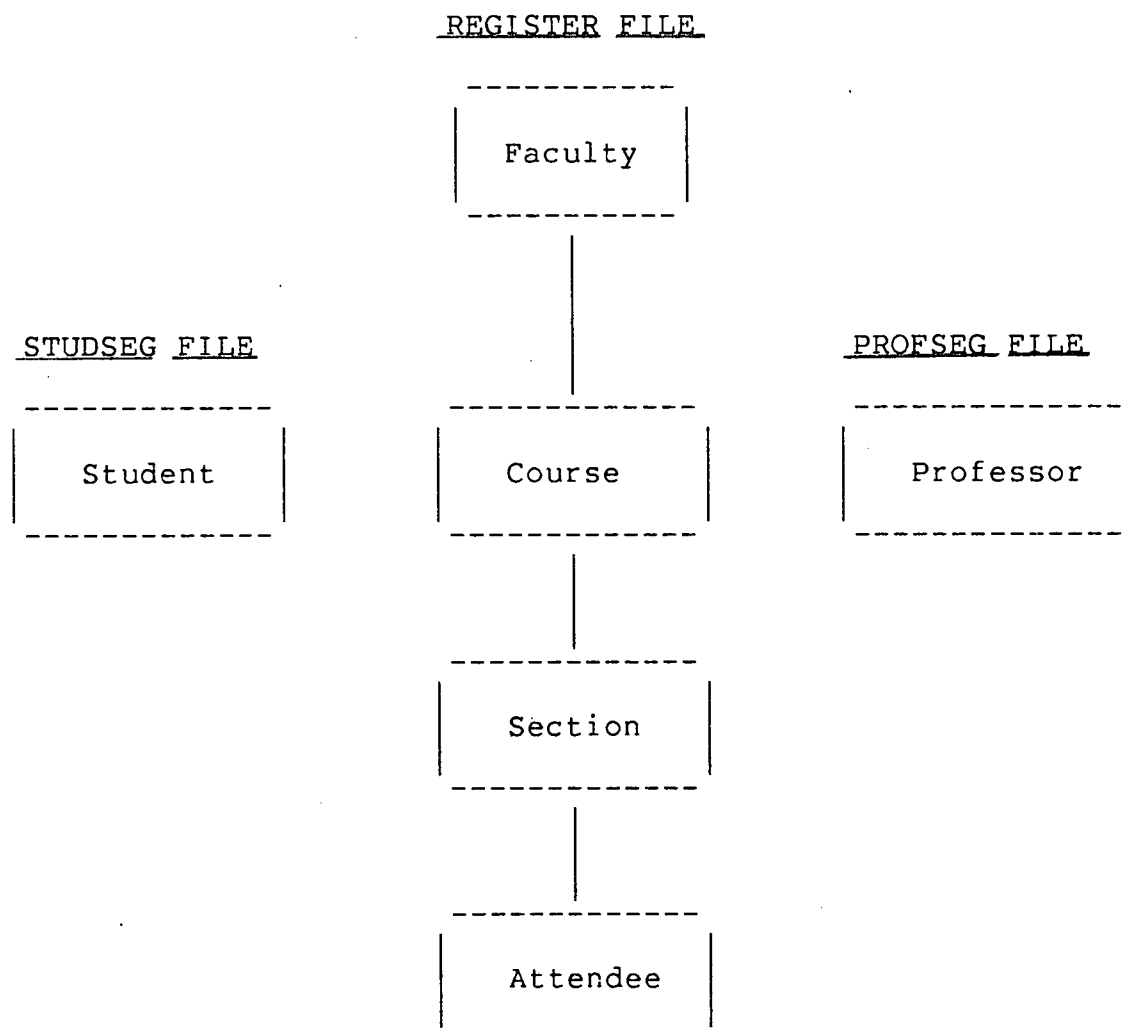 REGISTER FILE
Faculty
STUDSEG FILE
PROFSEG FILE
Student
Course
Professor
Section
Attendee